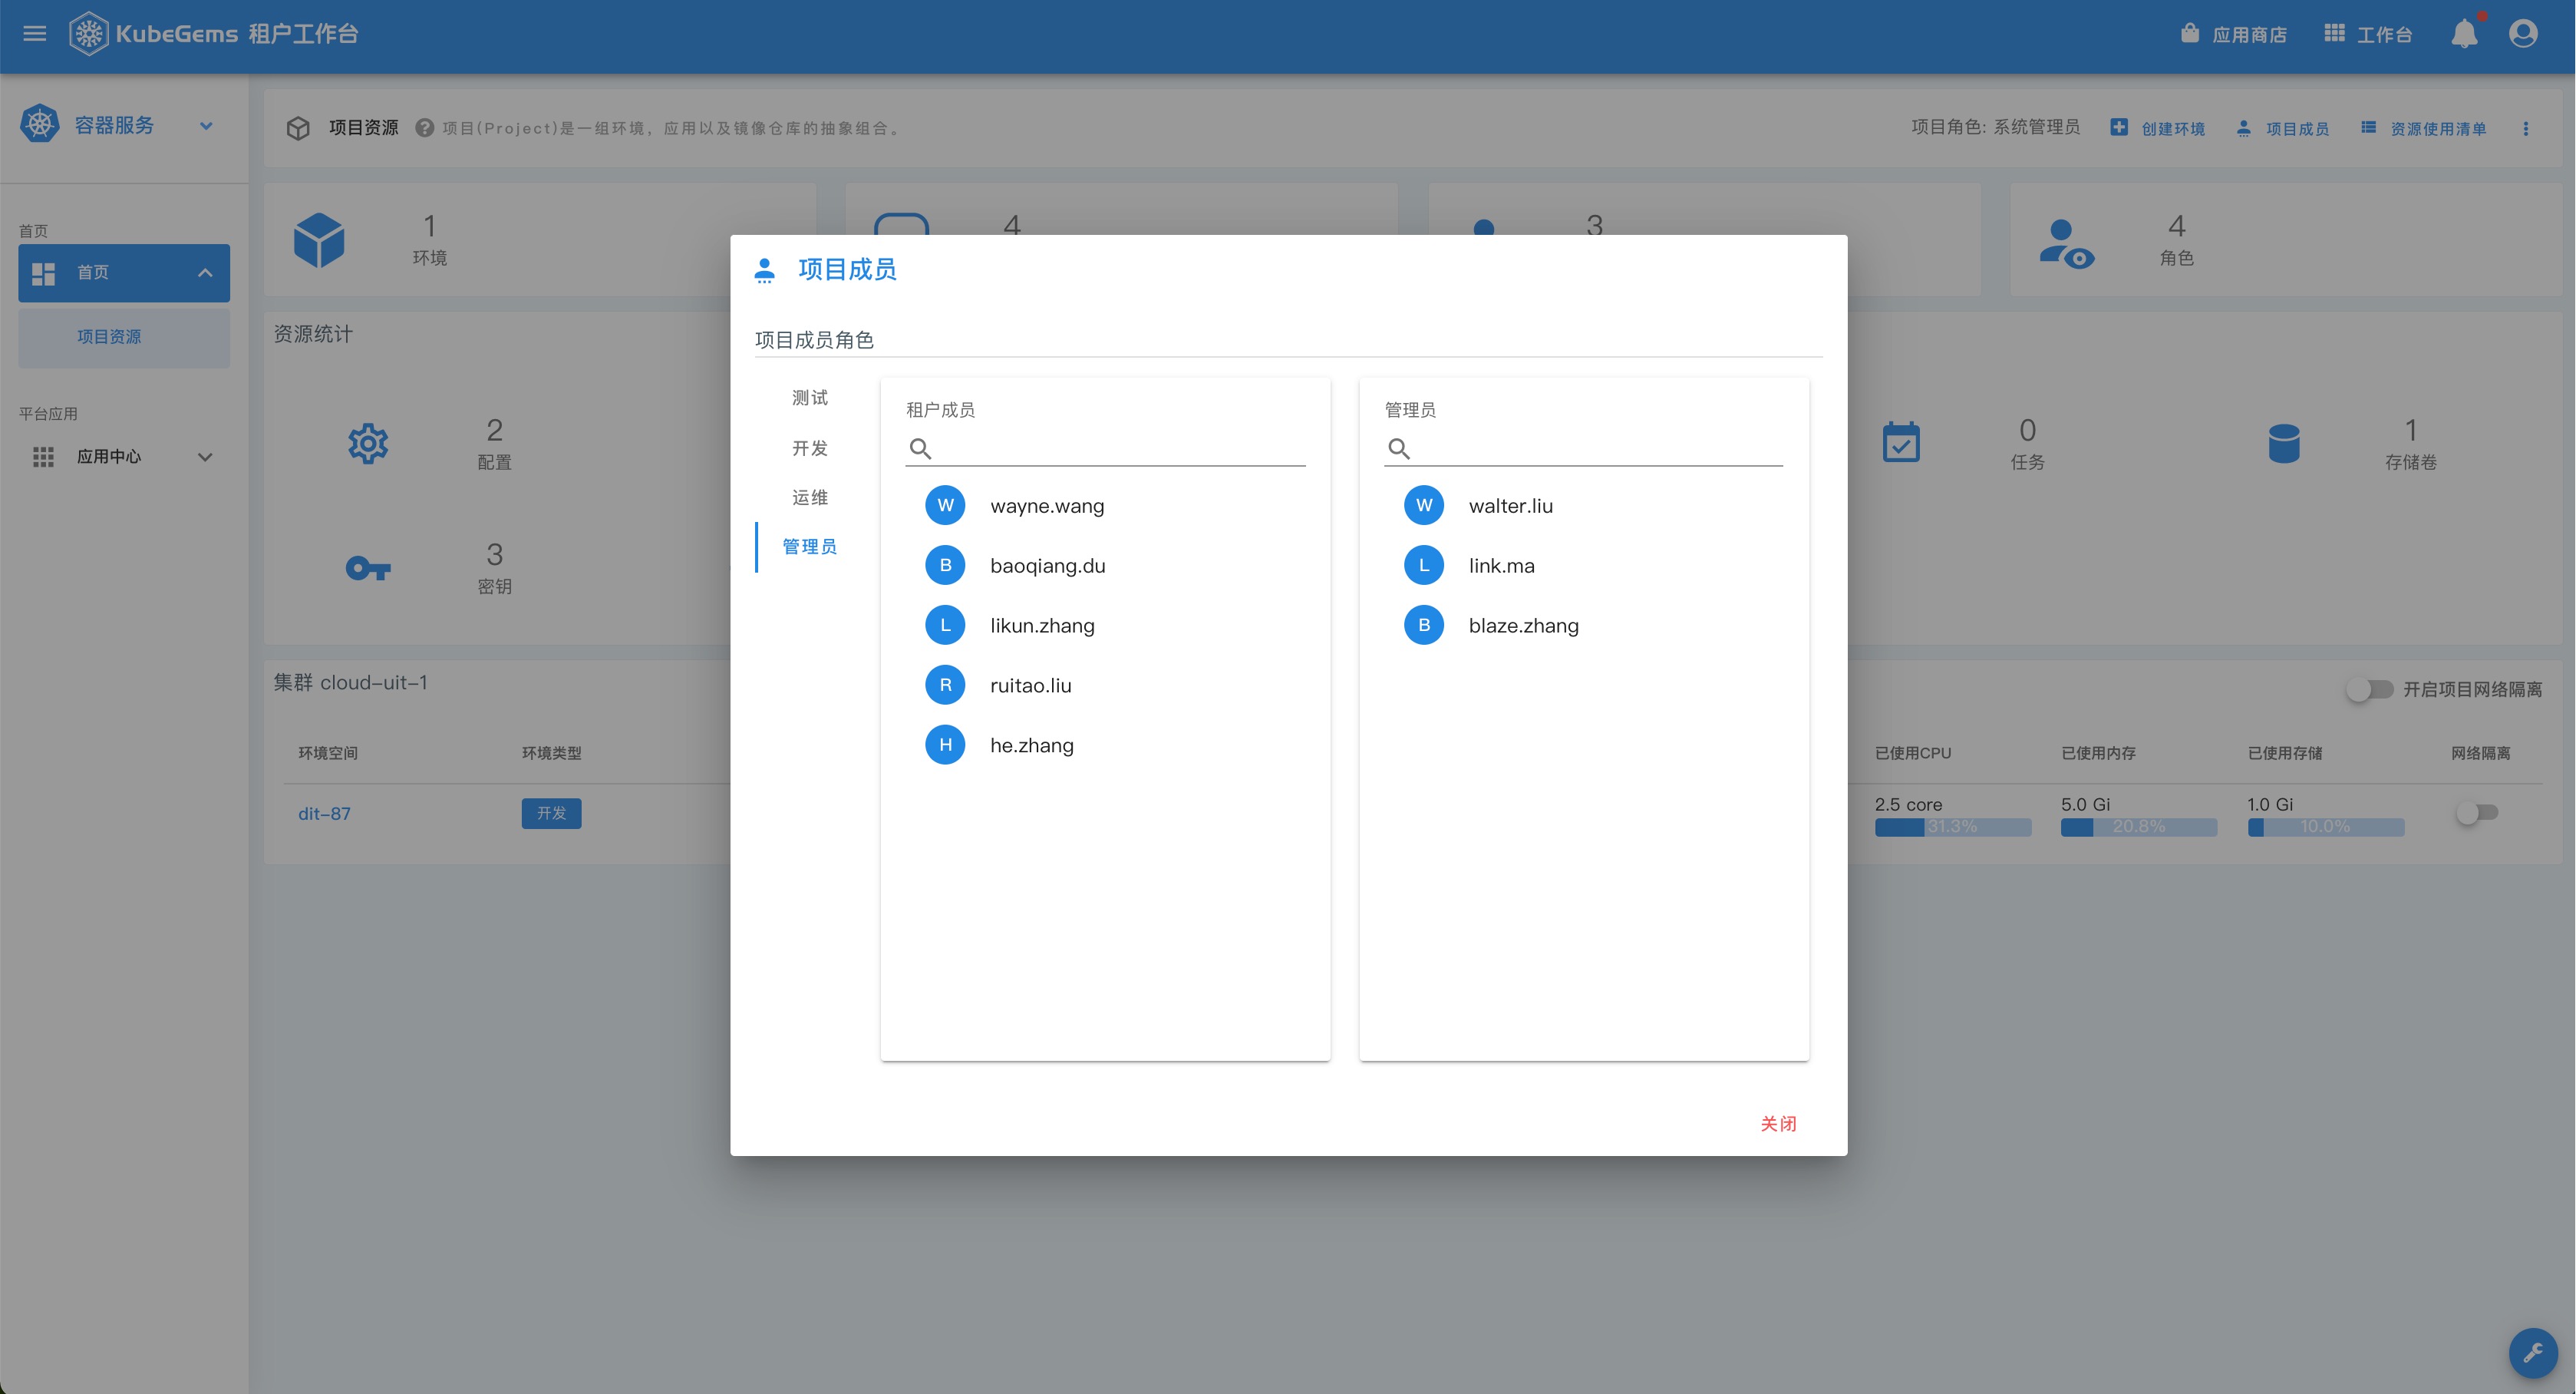 KubeGems 租户工作台
应用商店
工作台
容器服务
首页
首页
项目资源
平台应用
应用中心
项目资源
项目(Project)是一组环境，应用以及镜像仓库的抽象组合。
项目角色: 系统管理员
创建环境
项目成员
资源使用清单
1
环境
4
3
4
角色
资源统计
2
配置
3
密钥
0
任务
1
存储卷
集群 cloud-uit-1
开启项目网络隔离
环境空间
环境类型
已使用CPU
已使用内存
已使用存储
网络隔离
dit-87
开发
2.5 core
31.3%
5.0 Gi
20.8%
1.0 Gi
10.0%
项目成员
项目成员角色
测试
开发
运维
管理员
租户成员
W wayne.wang
B baoqiang.du
L likun.zhang
R ruitao.liu
H he.zhang
管理员
W walter.liu
L link.ma
B blaze.zhang
关闭